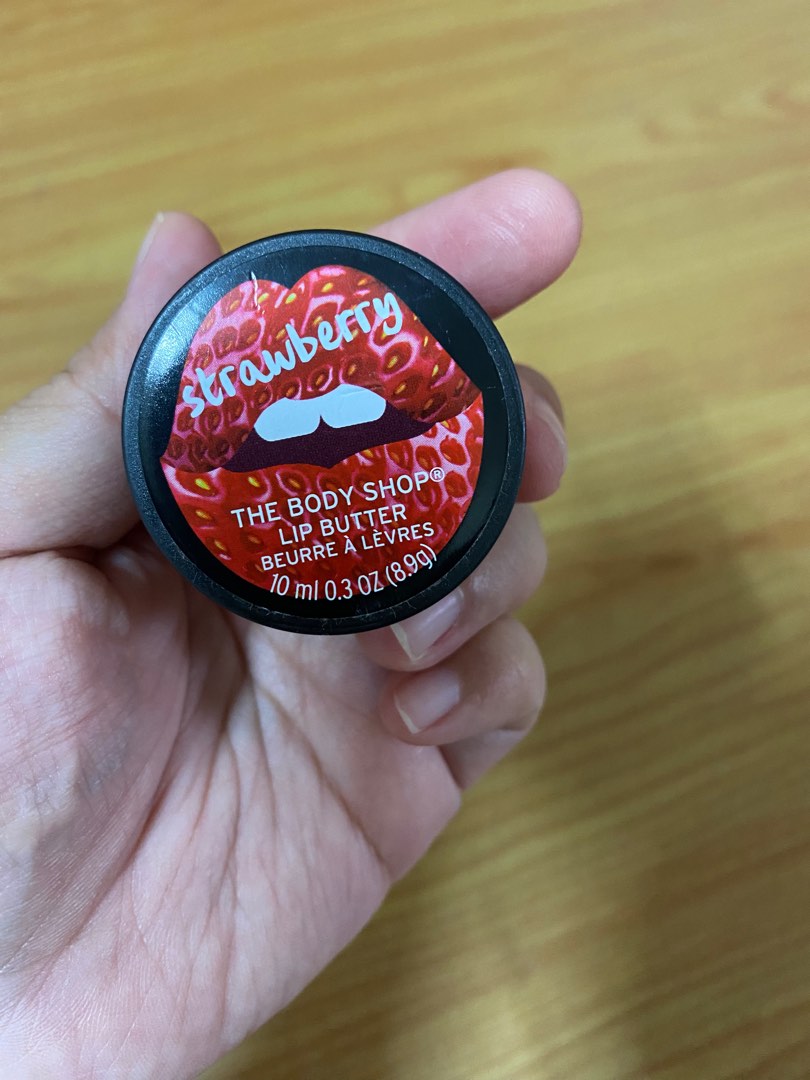 strawberry
THE BODY SHOP®
LIP BUTTER
BEURRE À LÈVRES
10 ml 0.3 OZ (8.9g)